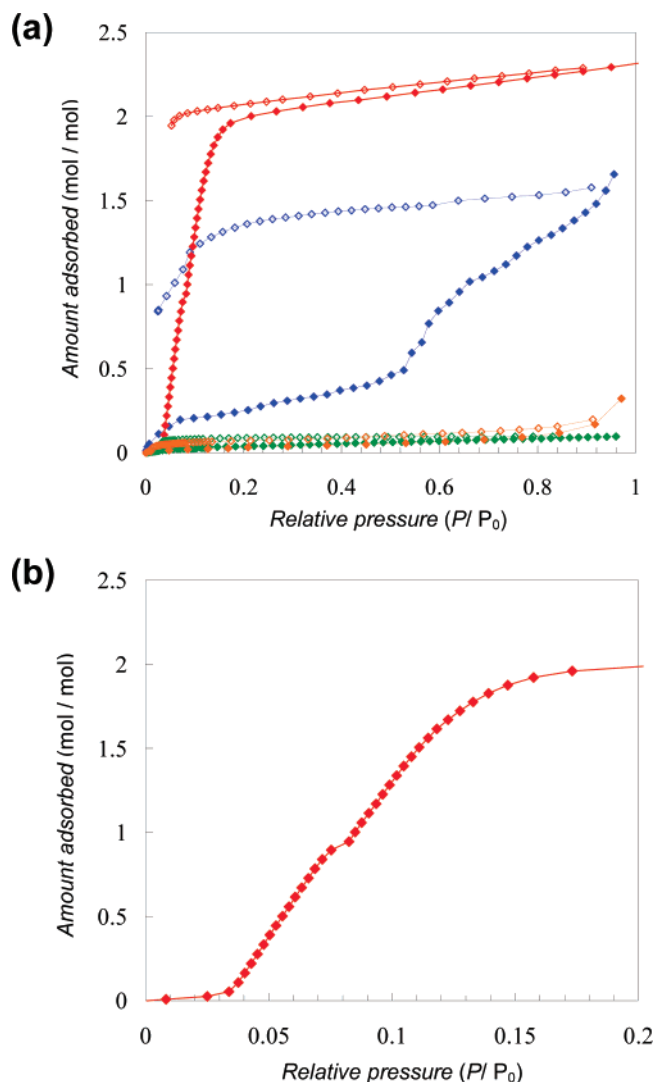 (a)
2.5
2
1.5
1
0.5
0
0 0.2 0.4 0.6 0.8 1
Amount adsorbed (mol / mol)
Relative pressure (P/ P0)
(b)
2.5
2
1.5
1
0.5
0
0 0.05 0.1 0.15 0.2
Amount adsorbed (mol / mol)
Relative pressure (P/ P0)